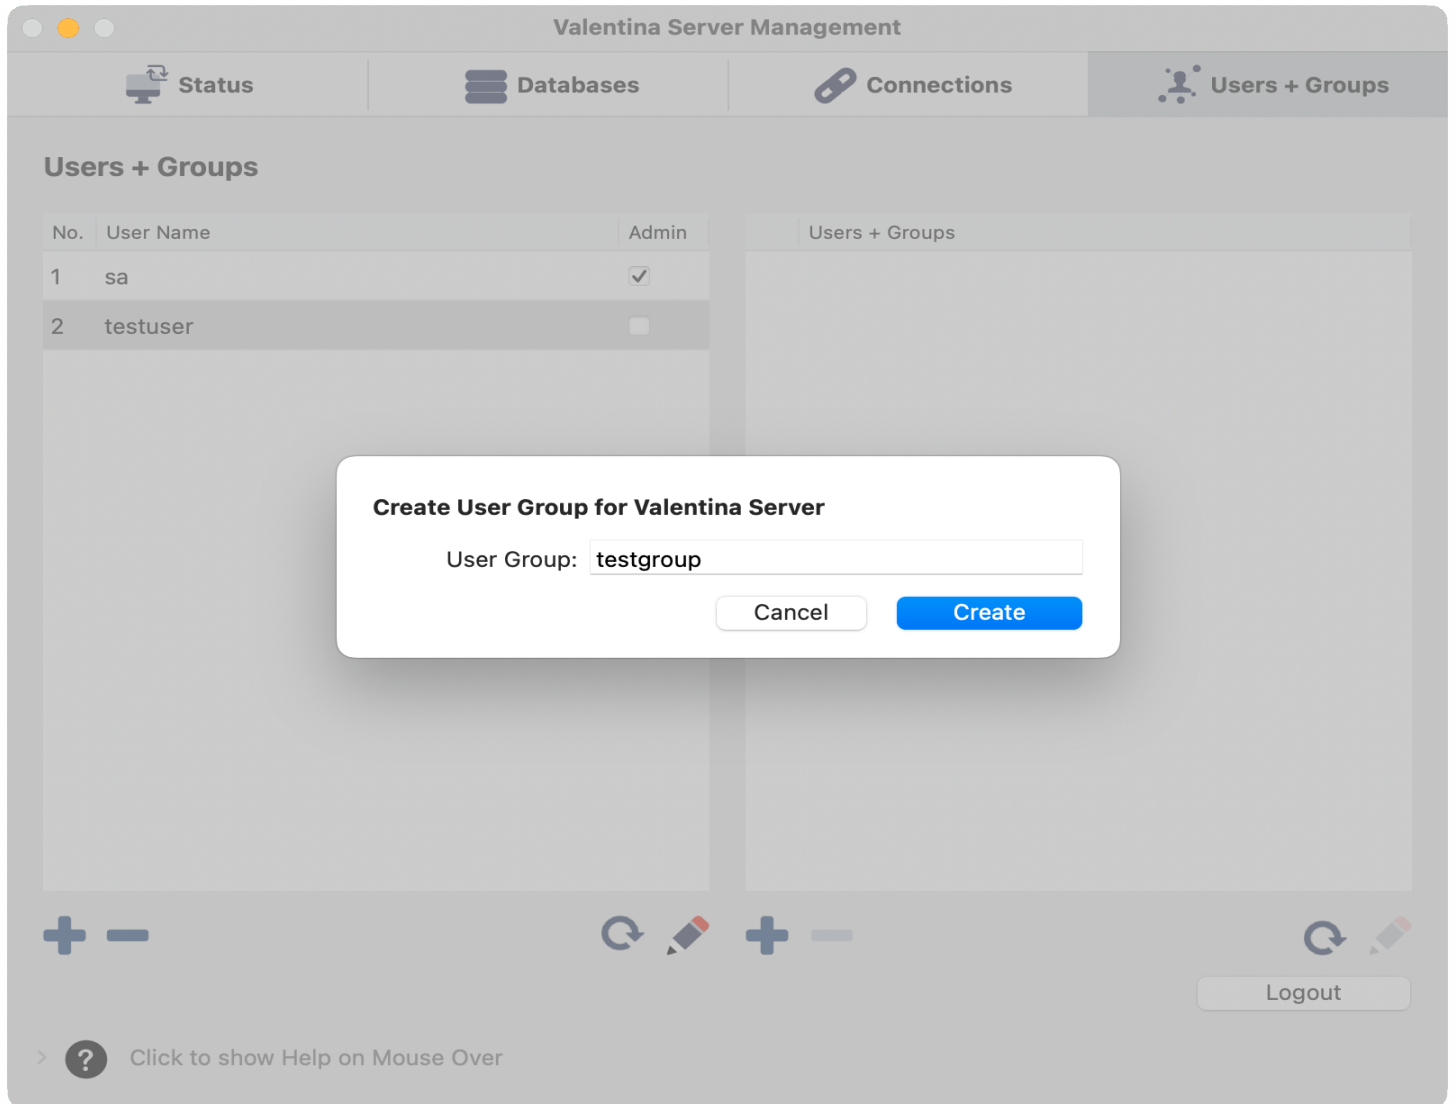 Valentina Server Management
Status Databases Connections Users + Groups
Users + Groups
No. User Name Admin Users + Groups
1 sa
2 testuser
Create User Group for Valentina Server
User Group: testgroup
Cancel Create
Logout
? Click to show Help on Mouse Over